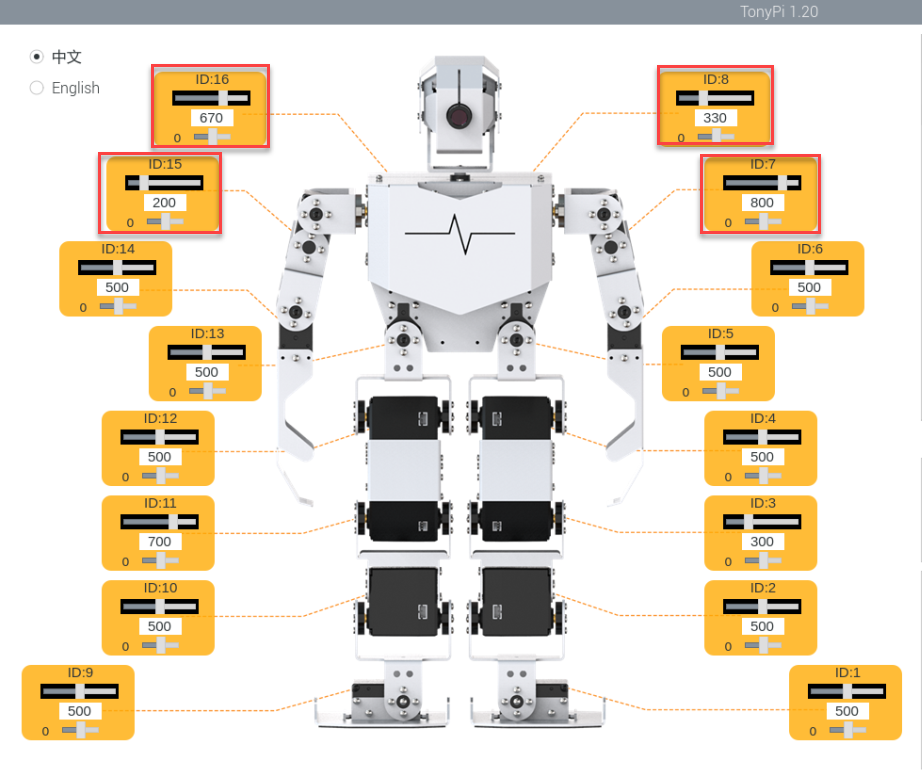 TonyPi 1.20
中文
English
ID:16
670
0
ID:8
330
0
ID:15
200
0
ID:7
800
0
ID:14
500
0
ID:6
500
0
ID:13
500
0
ID:5
500
0
ID:12
500
0
ID:4
500
0
ID:11
700
0
ID:3
300
0
ID:10
500
0
ID:2
500
0
ID:9
500
0
ID:1
500
0